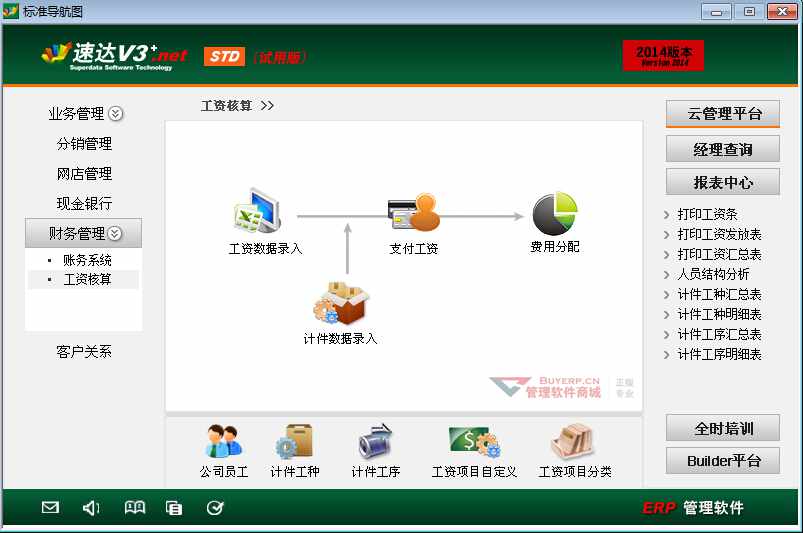 标准导航图
速达V3+.net
Superdata Software Technology
STD
(试用版)
2014版本
Version 2014
业务管理
分销管理
网店管理
现金银行
财务管理
账务系统
工资核算
客户关系
工资核算 >>
工资数据录入
支付工资
费用分配
计件数据录入
BUYERP.CN
管理软件商城
正版
专业
公司员工
计件工种
计件工序
工资项目自定义
工资项目分类
云管理平台
经理查询
报表中心
打印工资条
打印工资发放表
打印工资汇总表
人员结构分析
计件工种汇总表
计件工种明细表
计件工序汇总表
计件工序明细表
全时培训
Builder平台
ERP 管理软件